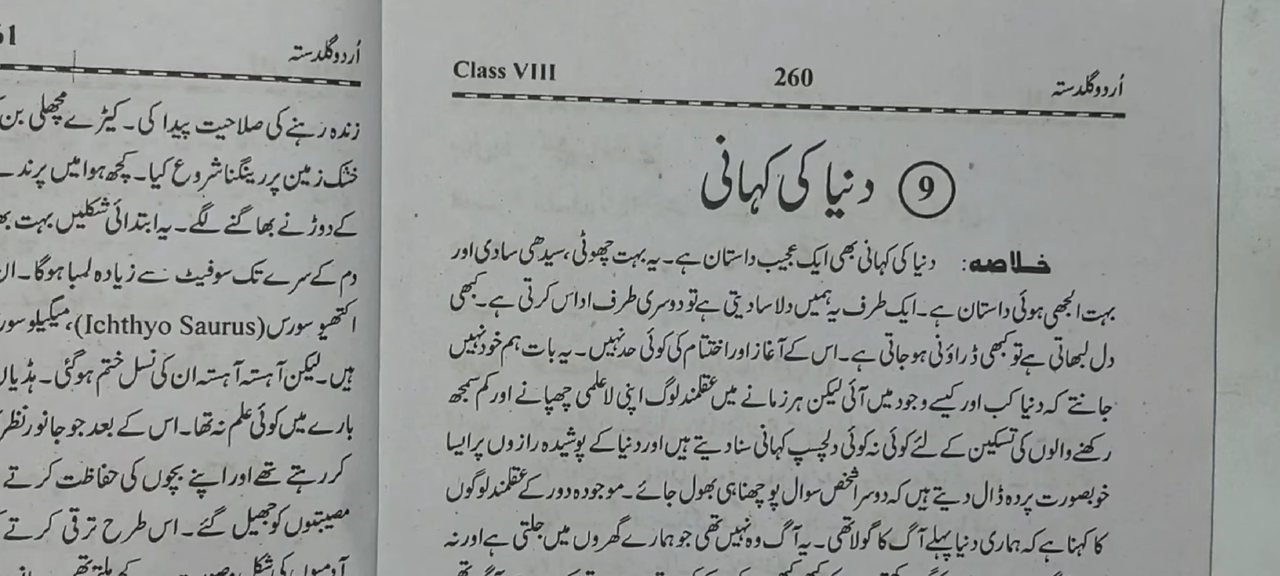 Class VIII 260 اُردو گلدستہ
⑨ دنیا کی کہانی
خلاصہ: دنیا کی کہانی بھی ایک عجیب داستان ہے۔ یہ بہت چھوٹی، سیدھی سادی اور
بہت الجھی ہوئی داستان ہے۔ ایک طرف یہ ہمیں دلاسا دیتی ہے تو دوسری طرف اداس کرتی ہے۔ کبھی
دل لبھاتی ہے تو کبھی ڈراؤنی ہو جاتی ہے۔ اس کے آغاز اور اختتام کی کوئی حد نہیں۔ یہ بات ہم خود نہیں
جانتے کہ دنیا کب اور کیسے وجود میں آئی لیکن ہر زمانے میں عقلمند لوگ اپنی لاعلمی چھپانے اور کم سمجھ
رکھنے والوں کی تسکین کے لئے کوئی نہ کوئی دلچسپ کہانی سنا دیتے ہیں اور دنیا کے پوشیدہ رازوں پر ایسا
خوبصورت پردہ ڈال دیتے ہیں کہ دوسرا شخص سوال پوچھنا ہی بھول جائے۔ موجودہ دور کے عقلمند لوگوں
کا کہنا ہے کہ ہماری دنیا پہلے آگ کا گولا تھی۔ یہ آگ وہ نہیں تھی جو ہمارے گھروں میں جلتی ہے اور نہ
61 اُردو گلدستہ
زندہ رہنے کی صلاحیت پیدا کی۔ کیڑے مچھلی بن
خشک زمین پر رینگنا شروع کیا۔ کچھ ہوا میں پرندے
کے دوڑنے بھاگنے لگے۔ یہ ابتدائی شکلیں بہت
دم کے سرے تک سو فیٹ سے زیادہ لمبا ہوگا۔
اکتھیو سورس (Ichthyo Saurus)، میگیلو
ہیں۔ لیکن آہستہ آہستہ ان کی نسل ختم ہو گئی۔ ہڈیاں
بارے میں کوئی علم نہ تھا۔ اس کے بعد جو جانور نظر
کر رہتے تھے اور اپنے بچوں کی حفاظت کرتے
مصیبتوں کو جھیل گئے۔ اس طرح ترقی کرتے